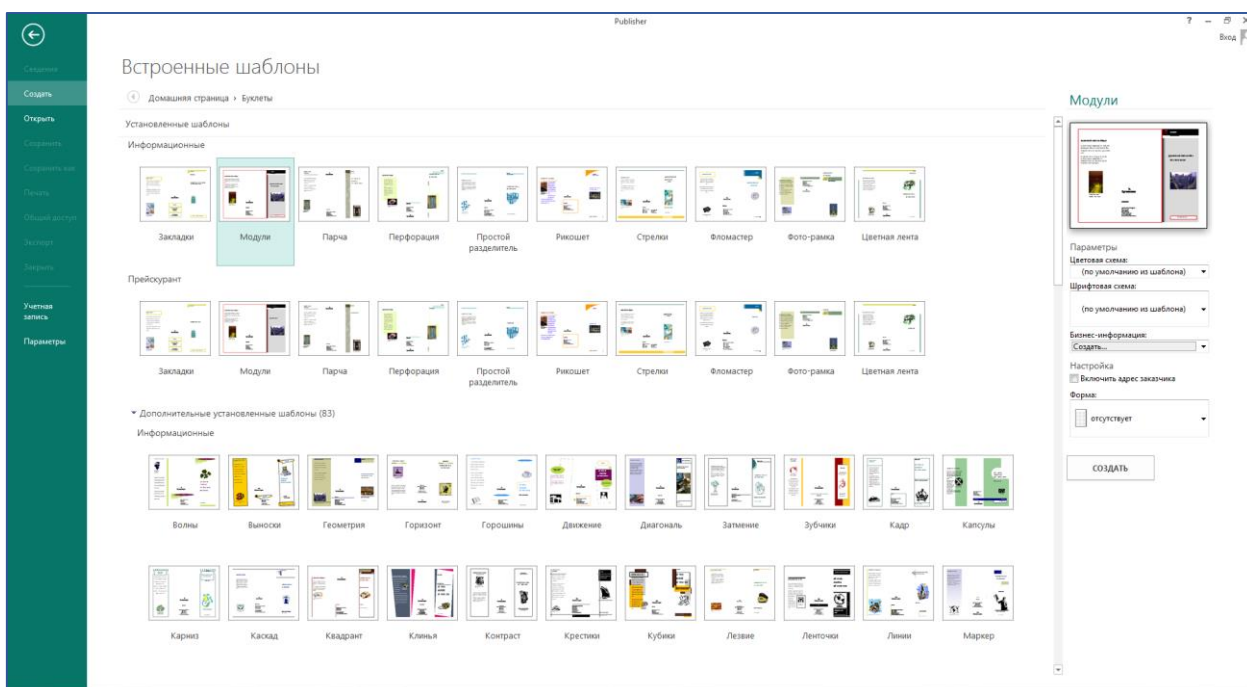 Publisher
?
Вход
Сведения
Создать
Открыть
Сохранить
Сохранить как
Печать
Общий доступ
Экспорт
Закрыть
Учетная
запись
Параметры
Встроенные шаблоны
Домашняя страница › Буклеты
Установленные шаблоны
Информационные
Закладки Модули Парча Перфорация Простой разделитель Рикошет Стрелки Фломастер Фото-рамка Цветная лента
Прейскурант
Закладки Модули Парча Перфорация Простой разделитель Рикошет Стрелки Фломастер Фото-рамка Цветная лента
Дополнительные установленные шаблоны (83)
Информационные
Волны Выноски Геометрия Горизонт Горошины Движение Диагональ Затмение Зубчики Кадр Капсулы
Карниз Каскад Квадрант Клинья Контраст Крестики Кубики Лезвие Ленточки Линии Маркер
Модули
Параметры
Цветовая схема:
(по умолчанию из шаблона)
Шрифтовая схема:
(по умолчанию из шаблона)
Бизнес-информация:
Создать...
Настройка
Включить адрес заказчика
Форма:
отсутствует
СОЗДАТЬ